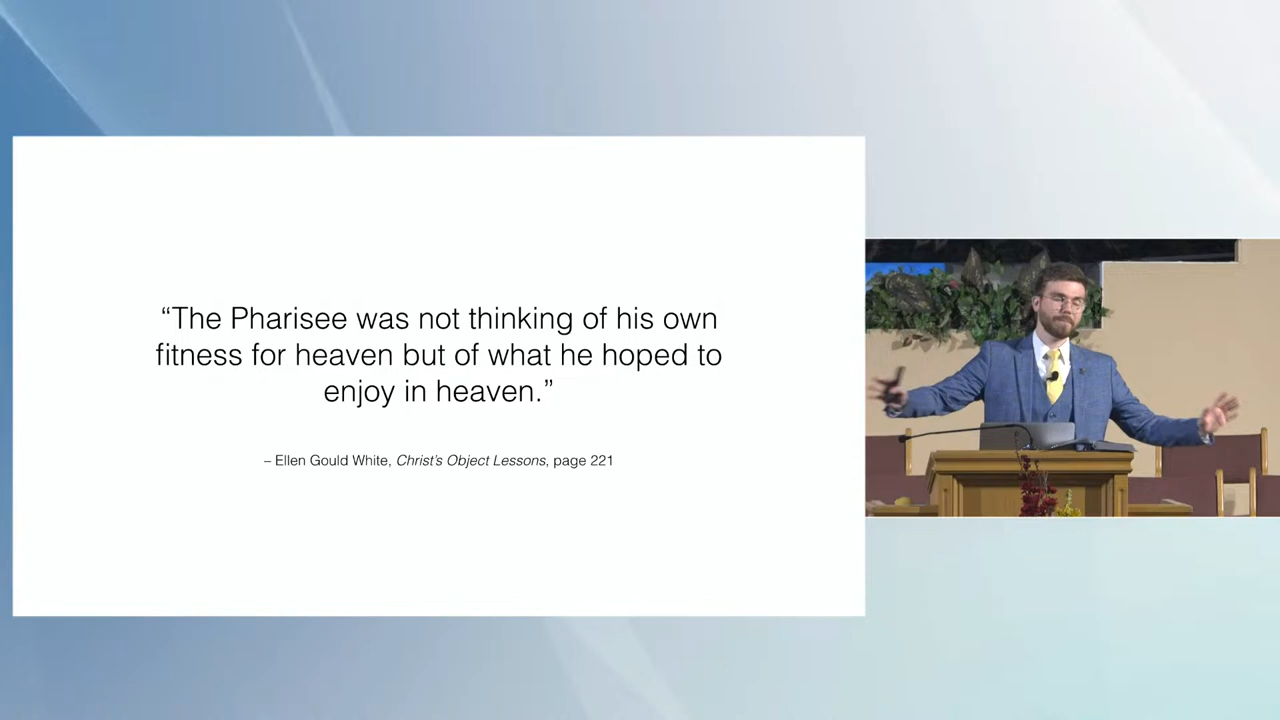 “The Pharisee was not thinking of his own
fitness for heaven but of what he hoped to
enjoy in heaven.”
– Ellen Gould White, Christ’s Object Lessons, page 221